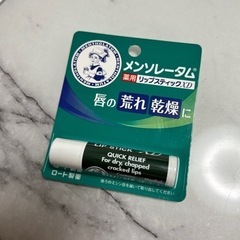 メンソレータム
薬用リップスティックXD
唇の荒れ乾燥に
LIP STICK
QUICK RELIEF
For dry, chapped
cracked lips
ロート製薬